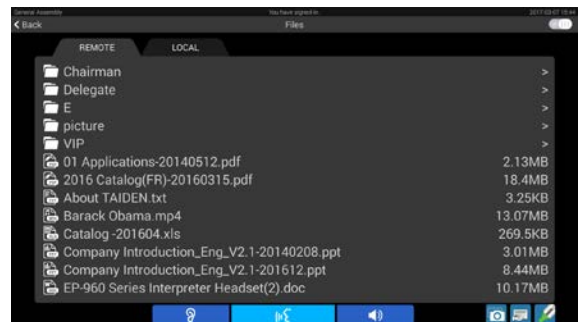 General Assembly
You have signed in.
2017-03-07 15:44
< Back
Files
REMOTE
LOCAL
Chairman >
Delegate >
E >
picture >
VIP >
01 Applications-20140512.pdf 2.13MB
2016 Catalog(FR)-20160315.pdf 18.4MB
About TAIDEN.txt 3.25KB
Barack Obama.mp4 13.07MB
Catalog -201604.xls 269.5KB
Company Introduction_Eng_V2.1-20140208.ppt 3.01MB
Company Introduction_Eng_V2.1-201612.ppt 8.44MB
EP-960 Series Interpreter Headset(2).doc 10.17MB